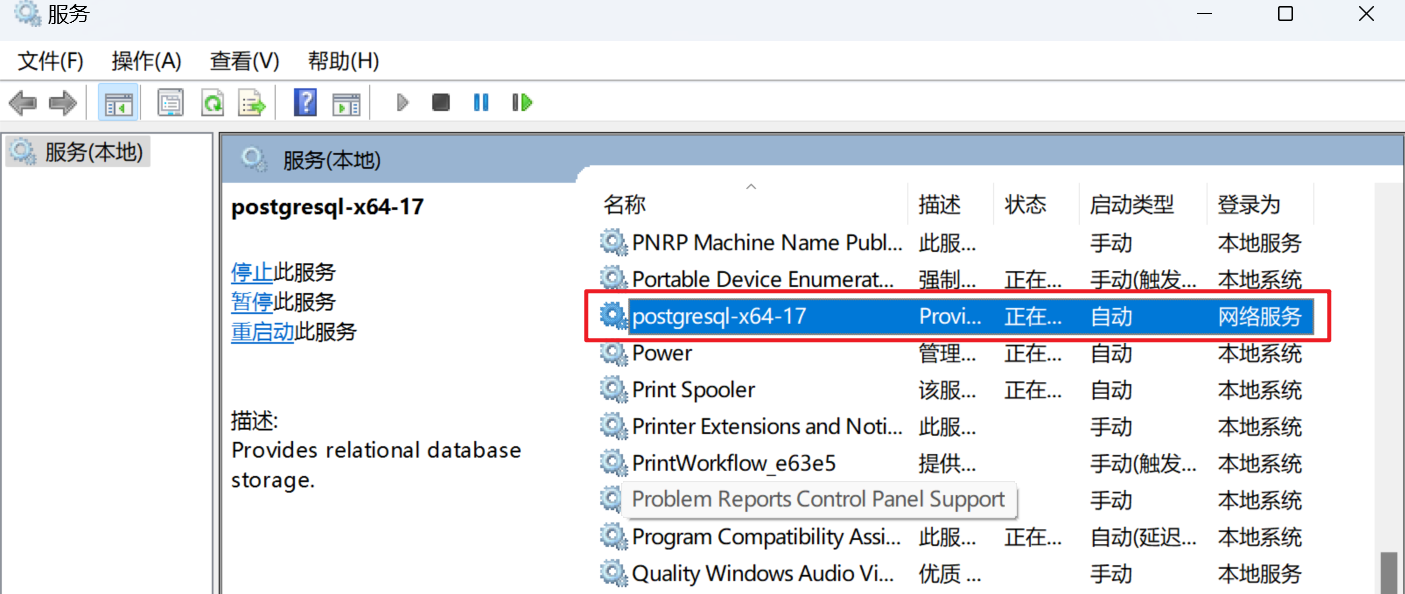 服务
文件(F) 操作(A) 查看(V) 帮助(H)
服务(本地)
服务(本地)
postgresql-x64-17
停止此服务
暂停此服务
重启动此服务
描述:
Provides relational database
storage.
名称 描述 状态 启动类型 登录为
PNRP Machine Name Publ... 此服... 手动 本地服务
Portable Device Enumerat... 强制... 正在... 手动(触发... 本地系统
postgresql-x64-17 Provi... 正在... 自动 网络服务
Power 管理... 正在... 自动 本地系统
Print Spooler 该服... 正在... 自动 本地系统
Printer Extensions and Noti... 此服... 手动 本地系统
PrintWorkflow_e63e5 提供... 手动(触发... 本地系统
Problem Reports Control Panel Support 手动 本地系统
Program Compatibility Assi... 此服... 正在... 自动(延迟... 本地系统
Quality Windows Audio Vi... 优质 ... 手动 本地服务